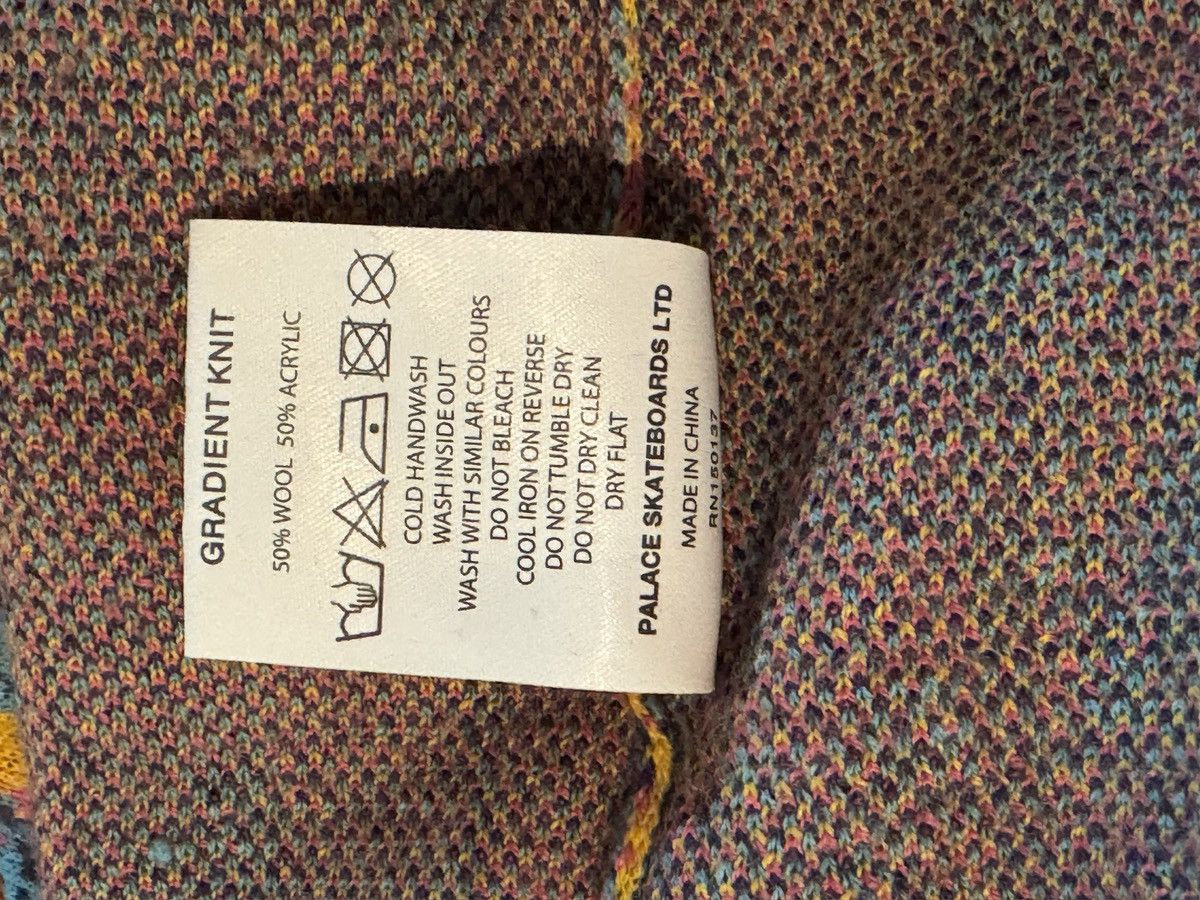 GRADIENT KNIT
50% WOOL 50% ACRYLIC
COLD HANDWASH
WASH INSIDE OUT
WASH WITH SIMILAR COLOURS
DO NOT BLEACH
COOL IRON ON REVERSE
DO NOT TUMBLE DRY
DO NOT DRY CLEAN
DRY FLAT
PALACE SKATEBOARDS LTD
MADE IN CHINA
RN150137